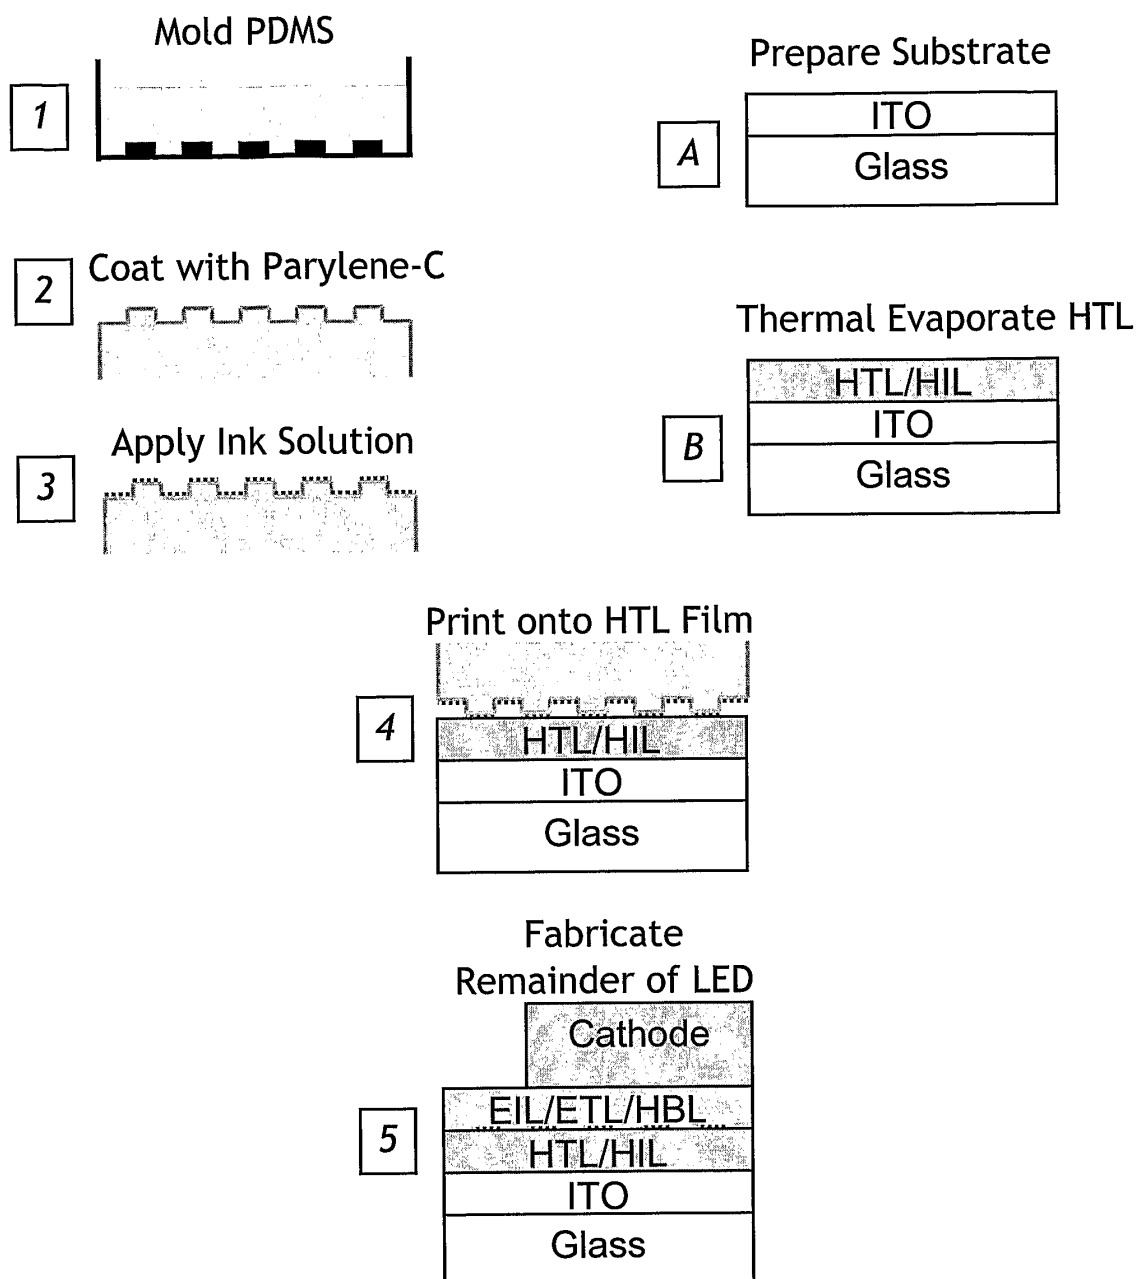 Mold PDMS
1
2
Coat with Parylene-C
Apply Ink Solution
3
Prepare Substrate
A
ITO
Glass
Thermal Evaporate HTL
B
HTL/HIL
ITO
Glass
Print onto HTL Film
4
HTL/HIL
ITO
Glass
Fabricate
Remainder of LED
Cathode
5
EIL/ETL/HBL
HTL/HIL
ITO
Glass